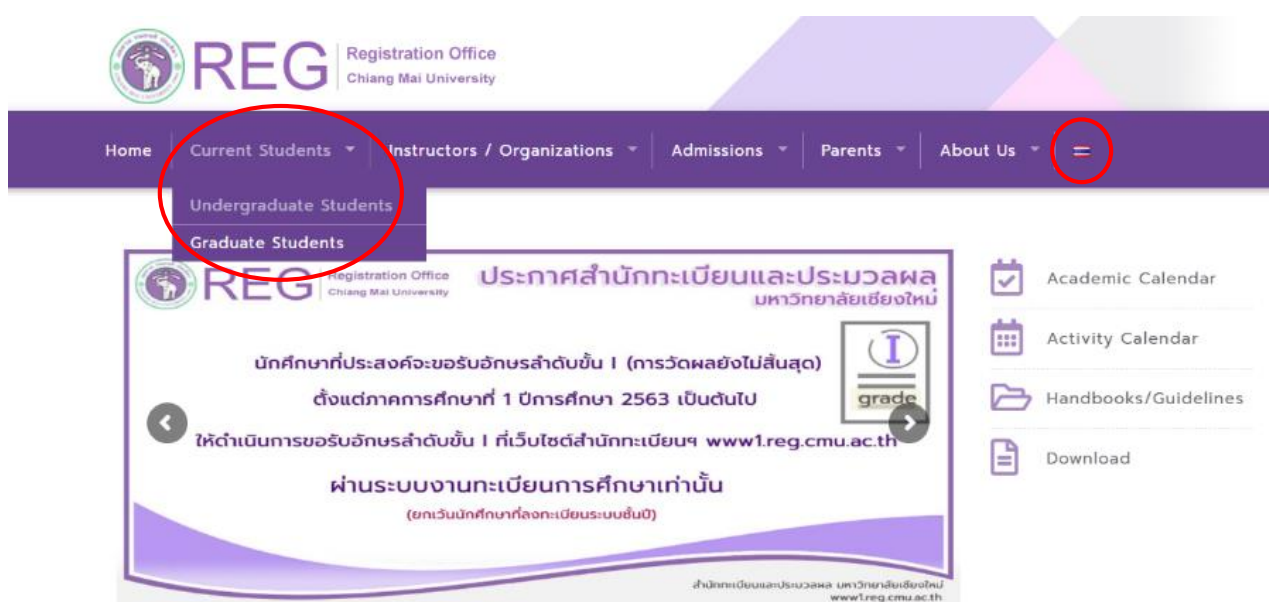 REG
Registration Office
Chiang Mai University
Home Current Students Instructors / Organizations Admissions Parents About Us
Undergraduate Students
Graduate Students
REG
Registration Office
Chiang Mai University
ประกาศสำนักทะเบียนและประมวลผล
มหาวิทยาลัยเชียงใหม่
I
grade
นักศึกษาที่ประสงค์จะขอรับอักษรลำดับขั้น I (การวัดผลยังไม่สิ้นสุด)
ตั้งแต่ภาคการศึกษาที่ 1 ปีการศึกษา 2563 เป็นต้นไป
ให้ดำเนินการขอรับอักษรลำดับขั้น I ที่เว็บไซต์สำนักทะเบียนฯ www1.reg.cmu.ac.th
ผ่านระบบงานทะเบียนการศึกษาเท่านั้น
(ยกเว้นนักศึกษาที่ลงทะเบียนระบบชั้นปี)
สำนักทะเบียนและประมวลผล มหาวิทยาลัยเชียงใหม่
www1.reg.cmu.ac.th
Academic Calendar
Activity Calendar
Handbooks/Guidelines
Download